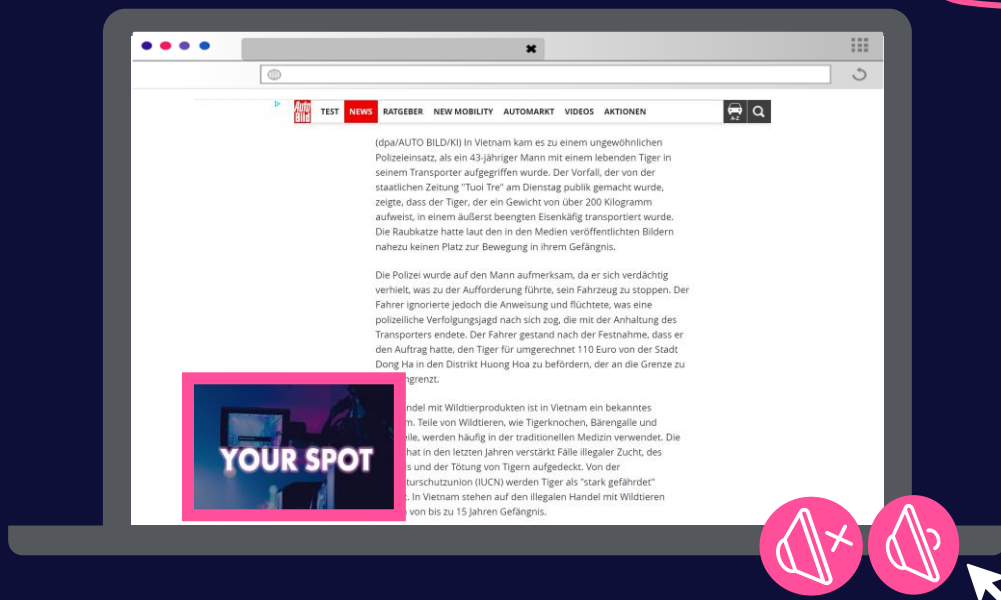 Auto Bild
TEST NEWS RATGEBER NEW MOBILITY AUTOMARKT VIDEOS AKTIONEN
A-Z
(dpa/AUTO BILD/KI) In Vietnam kam es zu einem ungewöhnlichen
Polizeieinsatz, als ein 43-jähriger Mann mit einem lebenden Tiger in
seinem Transporter aufgegriffen wurde. Der Vorfall, der von der
staatlichen Zeitung "Tuoi Tre" am Dienstag publik gemacht wurde,
zeigte, dass der Tiger, der ein Gewicht von über 200 Kilogramm
aufweist, in einem äußerst beengten Eisenkäfig transportiert wurde.
Die Raubkatze hatte laut den in den Medien veröffentlichten Bildern
nahezu keinen Platz zur Bewegung in ihrem Gefängnis.
Die Polizei wurde auf den Mann aufmerksam, da er sich verdächtig
verhielt, was zu der Aufforderung führte, sein Fahrzeug zu stoppen. Der
Fahrer ignorierte jedoch die Anweisung und flüchtete, was eine
polizeiliche Verfolgungsjagd nach sich zog, die mit der Anhaltung des
Transporters endete. Der Fahrer gestand nach der Festnahme, dass er
den Auftrag hatte, den Tiger für umgerechnet 110 Euro von der Stadt
Dong Ha in den Distrikt Huong Hoa zu befördern, der an die Grenze zu
ngrenzt.
ndel mit Wildtierprodukten ist in Vietnam ein bekanntes
m. Teile von Wildtieren, wie Tigerknochen, Bärengalle und
eile, werden häufig in der traditionellen Medizin verwendet. Die
hat in den letzten Jahren verstärkt Fälle illegaler Zucht, des
s und der Tötung von Tigern aufgedeckt. Von der
turschutzunion (IUCN) werden Tiger als "stark gefährdet"
t. In Vietnam stehen auf den illegalen Handel mit Wildtieren
von bis zu 15 Jahren Gefängnis.
YOUR SPOT